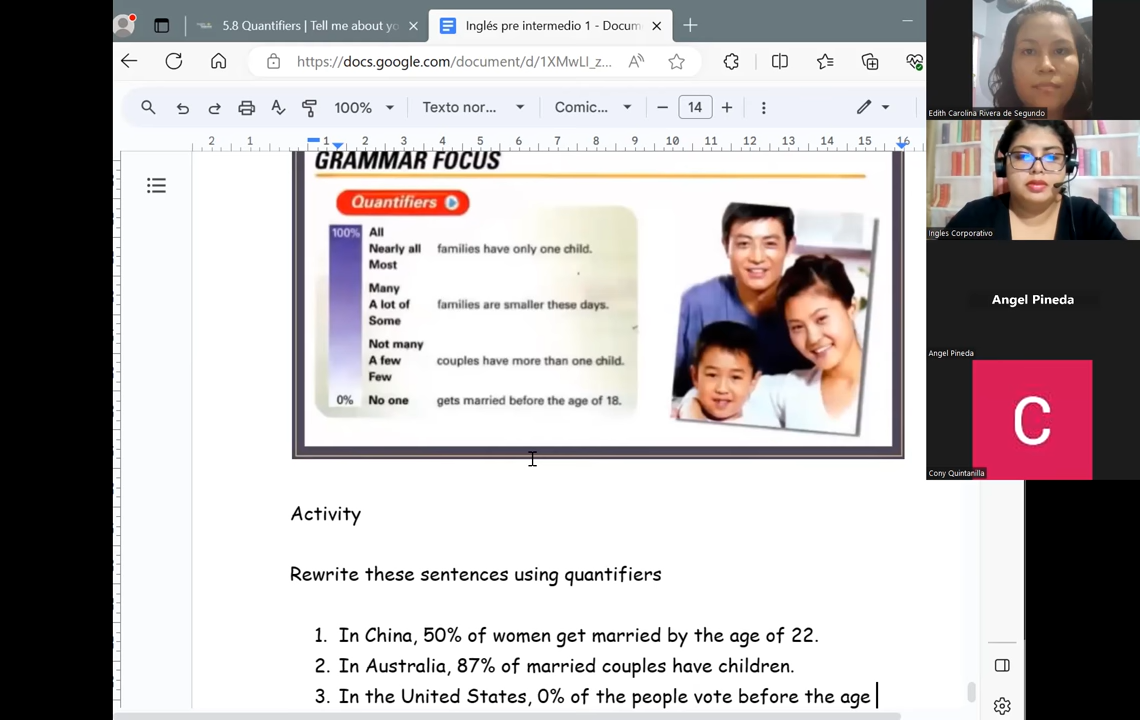 5.8 Quantifiers | Tell me about yo
Inglés pre intermedio 1 - Docum
https://docs.google.com/document/d/1XMwLI_z...
100%
Texto nor...
Comic...
14
2 1 1 2 3 4 5 6 7 8 9 10 11 12 13 14 15 16
GRAMMAR FOCUS
Quantifiers
100% All
Nearly all families have only one child.
Most
Many
A lot of families are smaller these days.
Some
Not many
A few couples have more than one child.
Few
0% No one gets married before the age of 18.
Activity
Rewrite these sentences using quantifiers
1. In China, 50% of women get married by the age of 22.
2. In Australia, 87% of married couples have children.
3. In the United States, 0% of the people vote before the age
Edith Carolina Rivera de Segundo
Ingles Corporativo
Angel Pineda
Angel Pineda
C
Cony Quintanilla